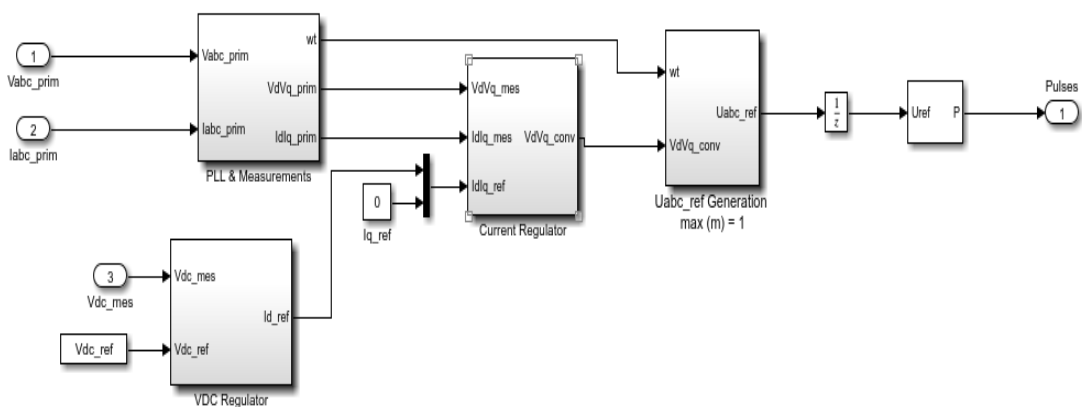 1
Vabc_prim
2
Iabc_prim
Vabc_prim
Iabc_prim
wt
VdVq_prim
IdIq_prim
PLL & Measurements
0
Iq_ref
VdVq_mes
IdIq_mes
IdIq_ref
VdVq_conv
Current Regulator
wt
VdVq_conv
Uabc_ref
Uabc_ref Generation
max (m) = 1
1
z
Uref
P
Pulses
1
3
Vdc_mes
Vdc_ref
Vdc_mes
Vdc_ref
Id_ref
VDC Regulator